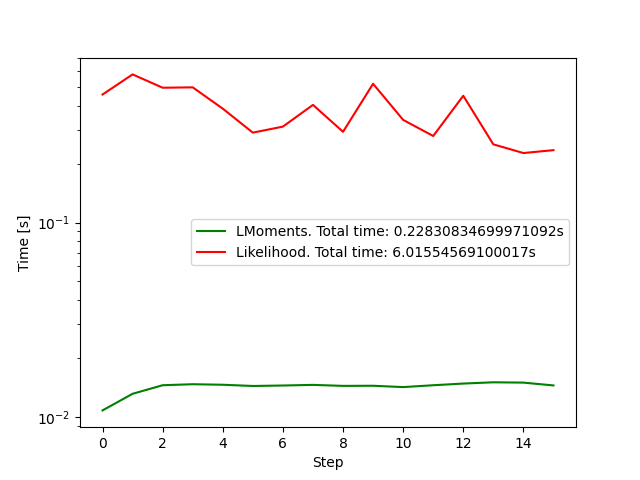 Time [s]
10⁻¹
10⁻²
LMoments. Total time: 0.22830834699971092s
Likelihood. Total time: 6.01554569100017s
0 2 4 6 8 10 12 14
Step